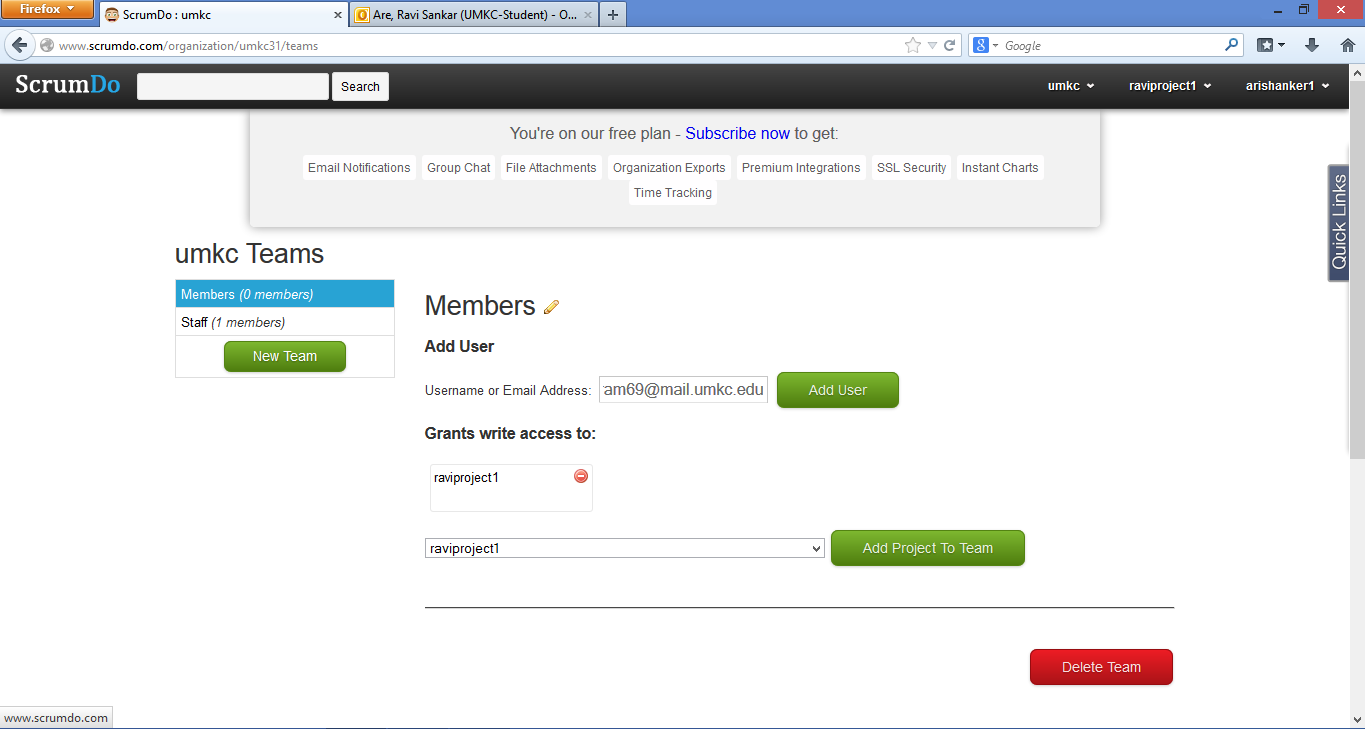 Firefox
ScrumDo : umkc
Are, Ravi Sankar (UMKC-Student) - O...
www.scrumdo.com/organization/umkc31/teams
Google
ScrumDo
Search
umkc
raviproject1
arishanker1
You're on our free plan - Subscribe now to get:
Email Notifications Group Chat File Attachments Organization Exports Premium Integrations SSL Security Instant Charts
Time Tracking
Quick Links
umkc Teams
Members (0 members)
Staff (1 members)
New Team
Members
Add User
Username or Email Address: am69@mail.umkc.edu Add User
Grants write access to:
raviproject1
raviproject1 Add Project To Team
Delete Team
www.scrumdo.com